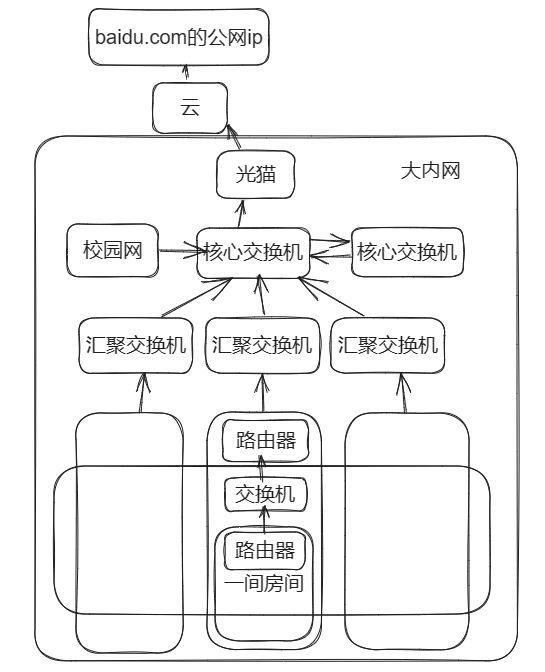 baidu.com的公网ip
云
大内网
光猫
校园网
核心交换机
核心交换机
汇聚交换机
汇聚交换机
汇聚交换机
路由器
交换机
路由器
一间房间